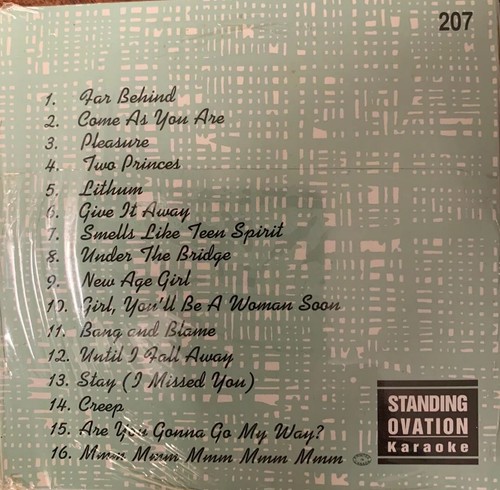 207
1. Far Behind
2. Come As You Are
3. Pleasure
4. Two Princes
5. Lithum
6. Give It Away
7. Smells Like Teen Spirit
8. Under The Bridge
9. New Age Girl
10. Girl, You'll Be A Woman Soon
11. Bang and Blame
12. Until I Fall Away
13. Stay (I Missed You)
14. Creep
15. Are You Gonna Go My Way?
16. Mmm Mmm Mmm Mmm Mmm
STANDING
OVATION
Karaoke